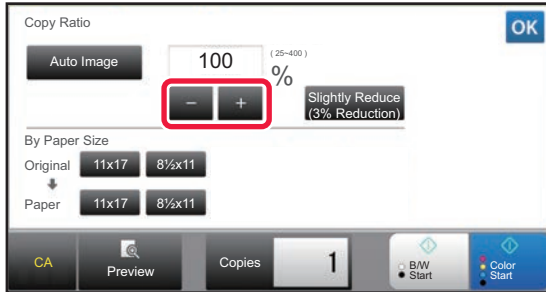 Copy Ratio
OK
Auto Image
100
(25~400)
%
−
+
Slightly Reduce
(3% Reduction)
By Paper Size
Original
11x17
8½x11
Paper
11x17
8½x11
CA
Preview
Copies
1
B/W
Start
Color
Start